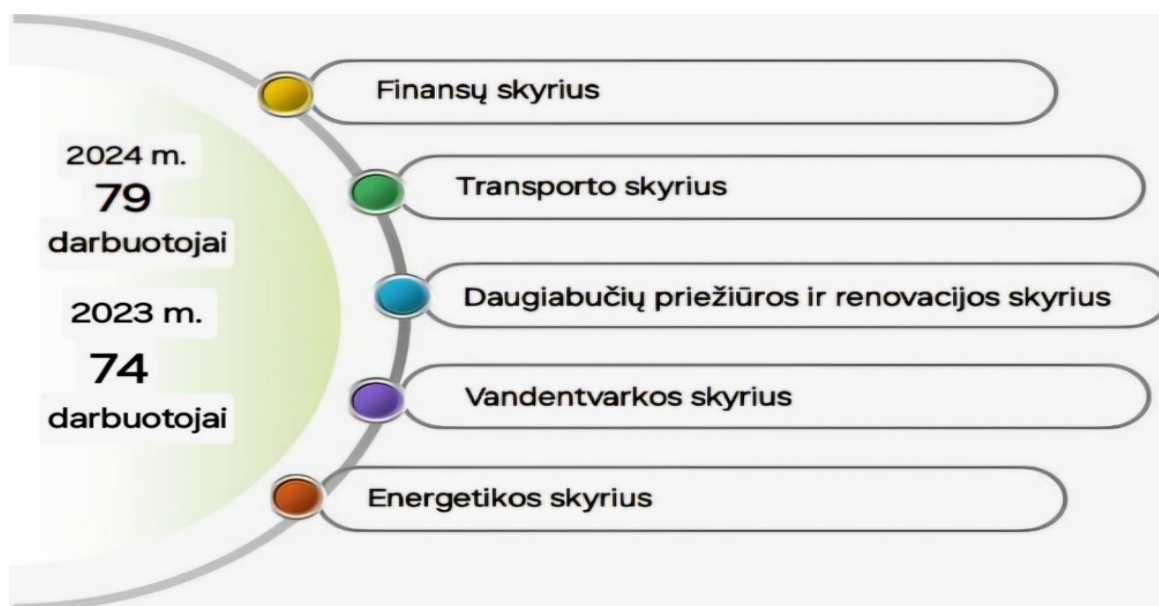 2024 m.
79
darbuotojai
2023 m.
74
darbuotojai
Finansų skyrius
Transporto skyrius
Daugiabučių priežiūros ir renovacijos skyrius
Vandentvarkos skyrius
Energetikos skyrius